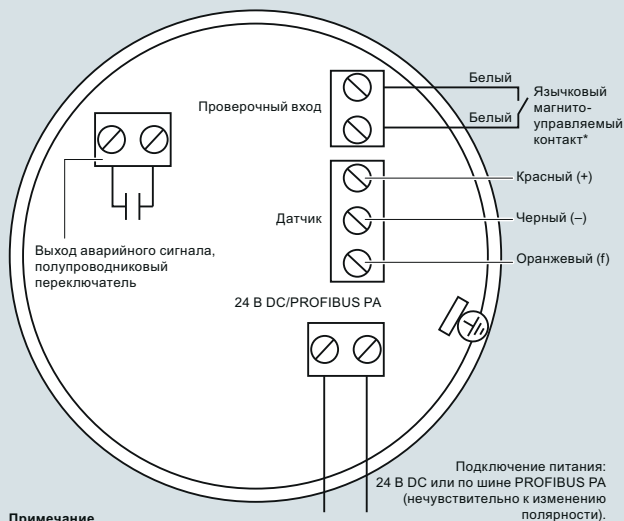 Белый
Проверочный вход
Белый
Язычковый
магнито-
управляемый
контакт*
Красный (+)
Датчик
Черный (–)
Оранжевый (f)
Выход аварийного сигнала,
полупроводниковый
переключатель
24 В DC/PROFIBUS PA
Подключение питания:
24 В DC или по шине PROFIBUS PA
(нечувствительно к изменению
полярности).
Примечание